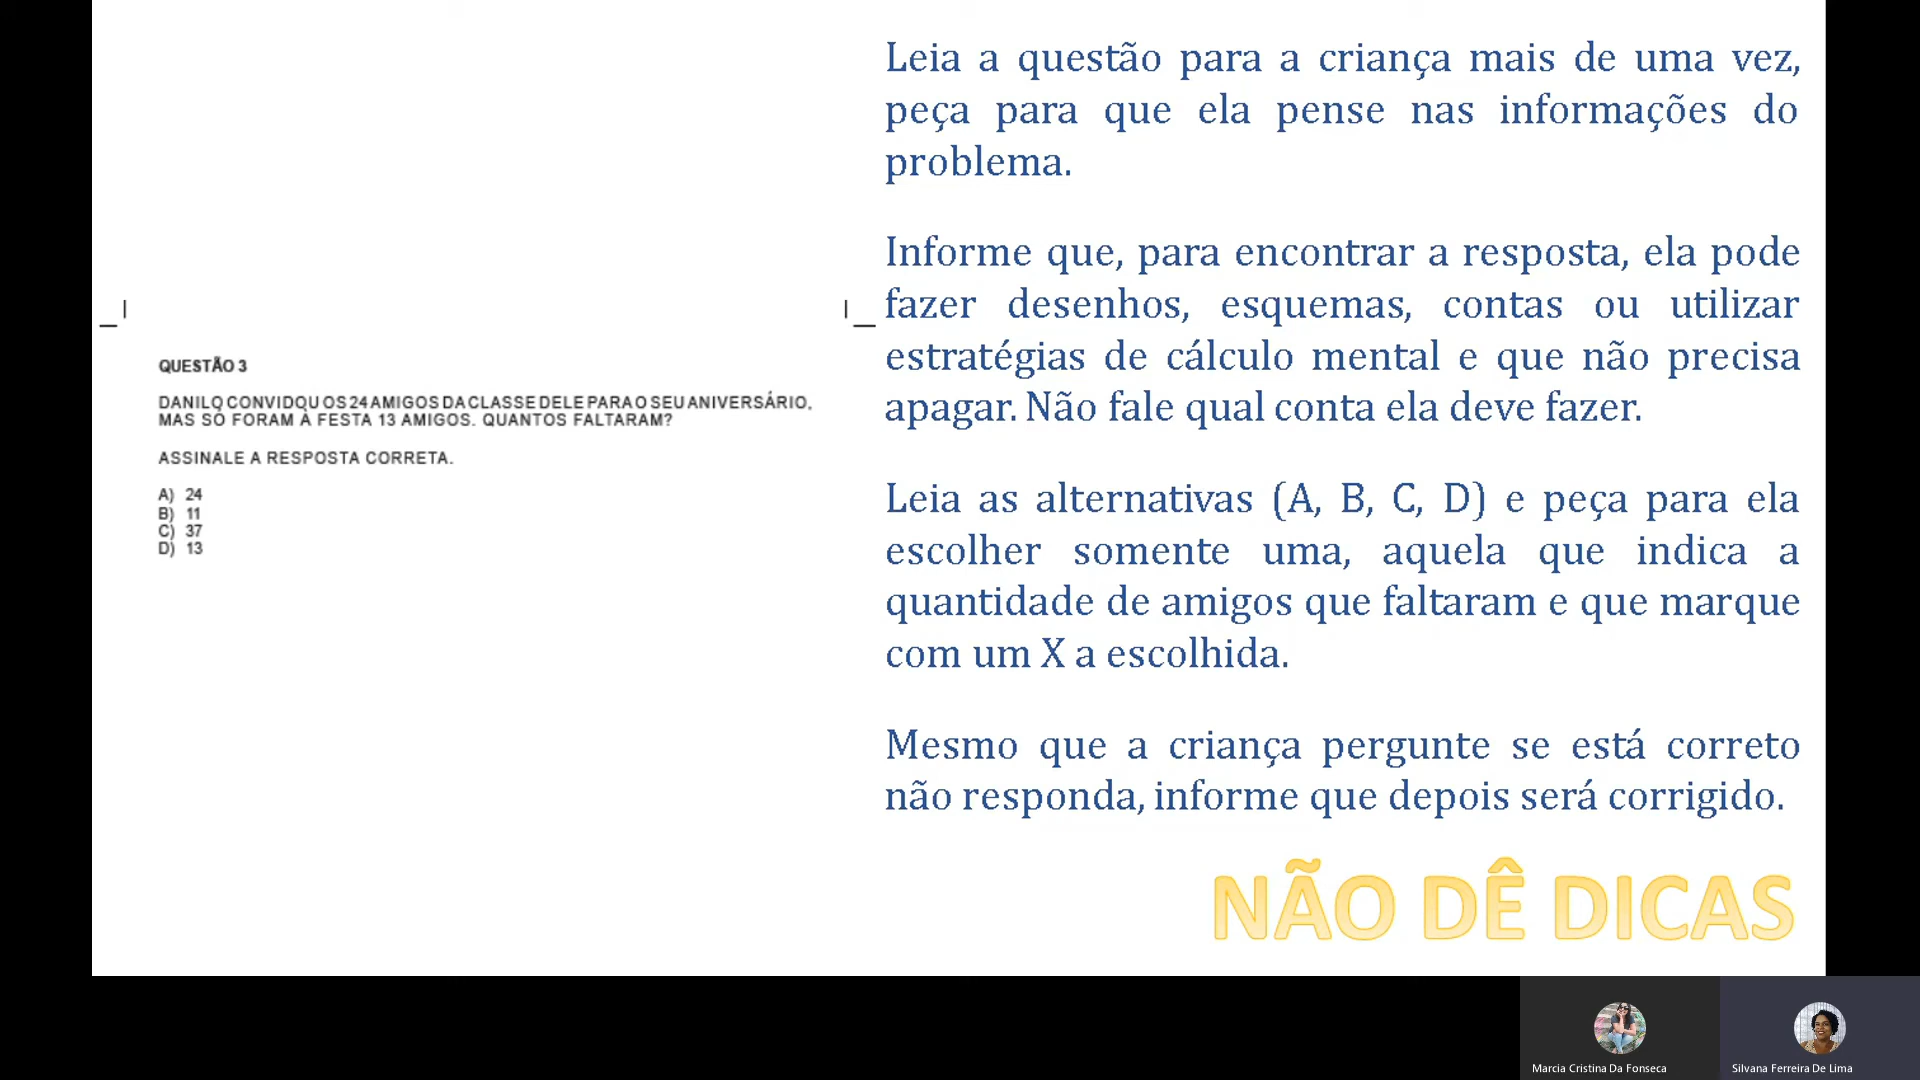 QUESTÃO 3
DANILO CONVIDOU OS 24 AMIGOS DA CLASSE DELE PARA O SEU ANIVERSÁRIO,
MAS SÓ FORAM À FESTA 13 AMIGOS. QUANTOS FALTARAM?
ASSINALE A RESPOSTA CORRETA.
A) 24
B) 11
C) 37
D) 13
Leia a questão para a criança mais de uma vez,
peça para que ela pense nas informações do
problema.
Informe que, para encontrar a resposta, ela pode
fazer desenhos, esquemas, contas ou utilizar
estratégias de cálculo mental e que não precisa
apagar. Não fale qual conta ela deve fazer.
Leia as alternativas (A, B, C, D) e peça para ela
escolher somente uma, aquela que indica a
quantidade de amigos que faltaram e que marque
com um X a escolhida.
Mesmo que a criança pergunte se está correto
não responda, informe que depois será corrigido.
NÃO DÊ DICAS
Marcia Cristina Da Fonseca
Silvana Ferreira De Lima